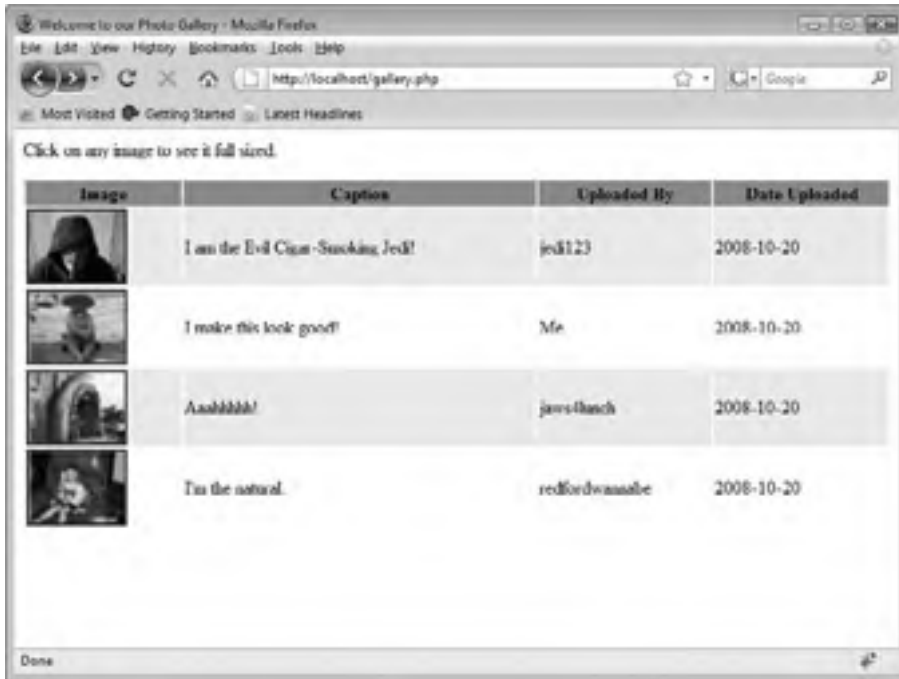 Welcome to our Photo Gallery - Mozilla Firefox
File Edit View History Bookmarks Tools Help
http://localhost/gallery.php
Google
Most Visited Getting Started Latest Headlines
Click on any image to see it full sized.
Image Caption Uploaded By Date Uploaded
I am the Evil Cigar-Smoking Jedi! jedi123 2008-10-20
I make this look good! Me 2008-10-20
Aaahhhhh! jaws4lunch 2008-10-20
I'm the natural. redfordwannabe 2008-10-20
Done